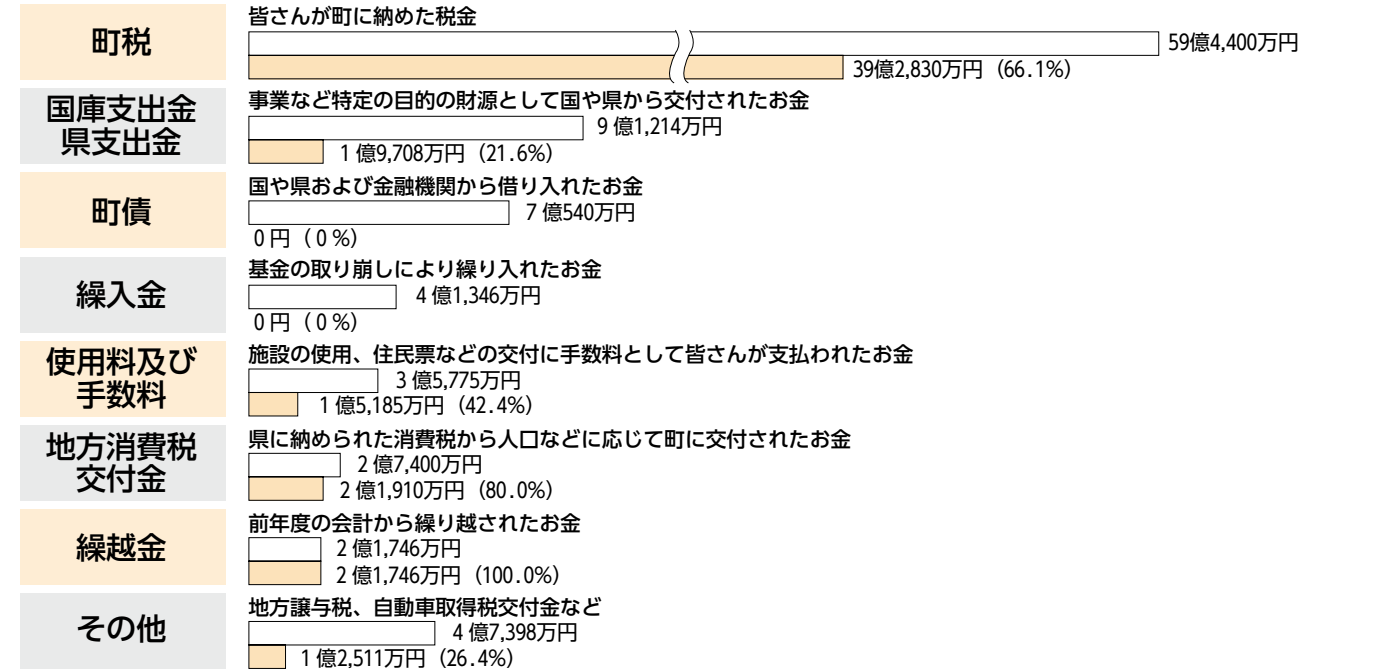 町税
皆さんが町に納めた税金
59億4,400万円
39億2,830万円（66.1%）
国庫支出金
県支出金
事業など特定の目的の財源として国や県から交付されたお金
9億1,214万円
1億9,708万円（21.6%）
町債
国や県および金融機関から借り入れたお金
7億540万円
0円（0%）
繰入金
基金の取り崩しにより繰り入れたお金
4億1,346万円
0円（0%）
使用料及び
手数料
施設の使用、住民票などの交付に手数料として皆さんが支払われたお金
3億5,775万円
1億5,185万円（42.4%）
地方消費税
交付金
県に納められた消費税から人口などに応じて町に交付されたお金
2億7,400万円
2億1,910万円（80.0%）
繰越金
前年度の会計から繰り越されたお金
2億1,746万円
2億1,746万円（100.0%）
その他
地方譲与税、自動車取得税交付金など
4億7,398万円
1億2,511万円（26.4%）